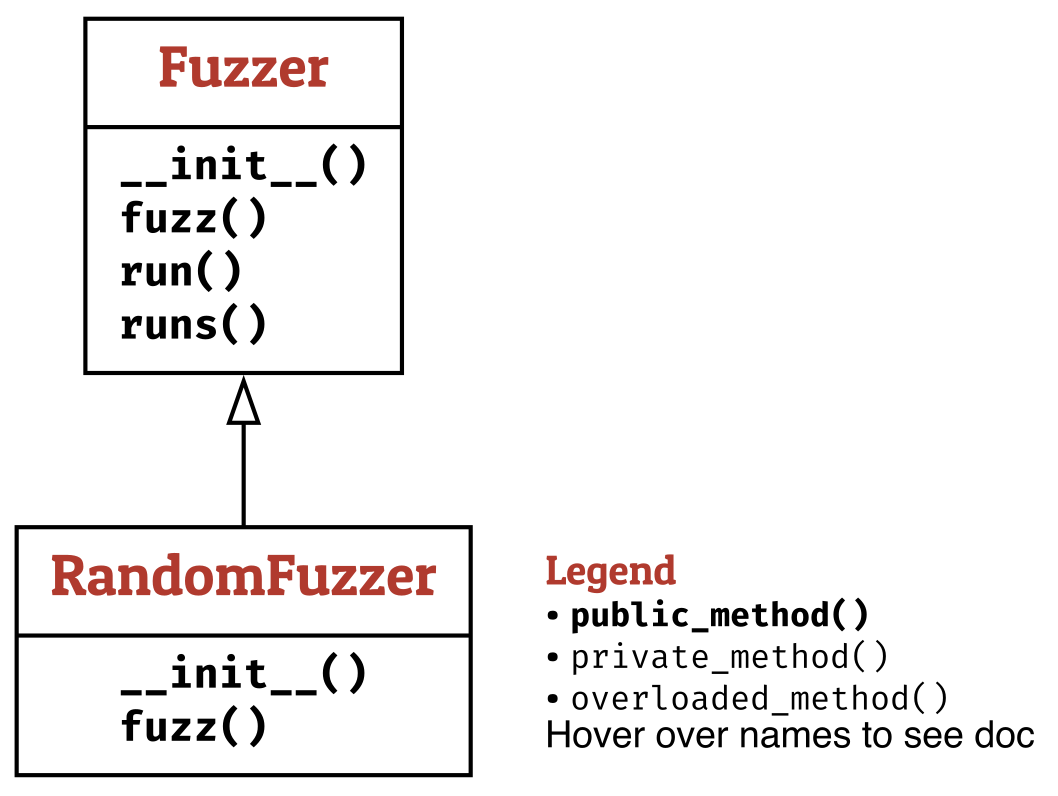 Fuzzer
__init__()
fuzz()
run()
runs()
RandomFuzzer
__init__()
fuzz()
Legend
• public_method()
• private_method()
• overloaded_method()
Hover over names to see doc